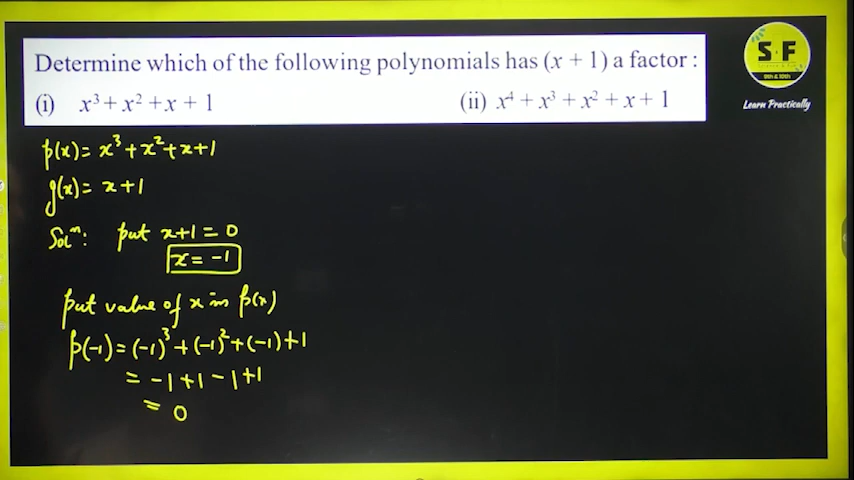 Determine which of the following polynomials has (x + 1) a factor :
(i) x³ + x² + x + 1
(ii) x⁴ + x³ + x² + x + 1
S F
9th & 10th
Learn Practically
p(x) = x³ + x² + x + 1
g(x) = x + 1
Solⁿ: put x + 1 = 0
x = -1
put value of x in p(x)
p(-1) = (-1)³ + (-1)² + (-1) + 1
= -1 + 1 - 1 + 1
= 0